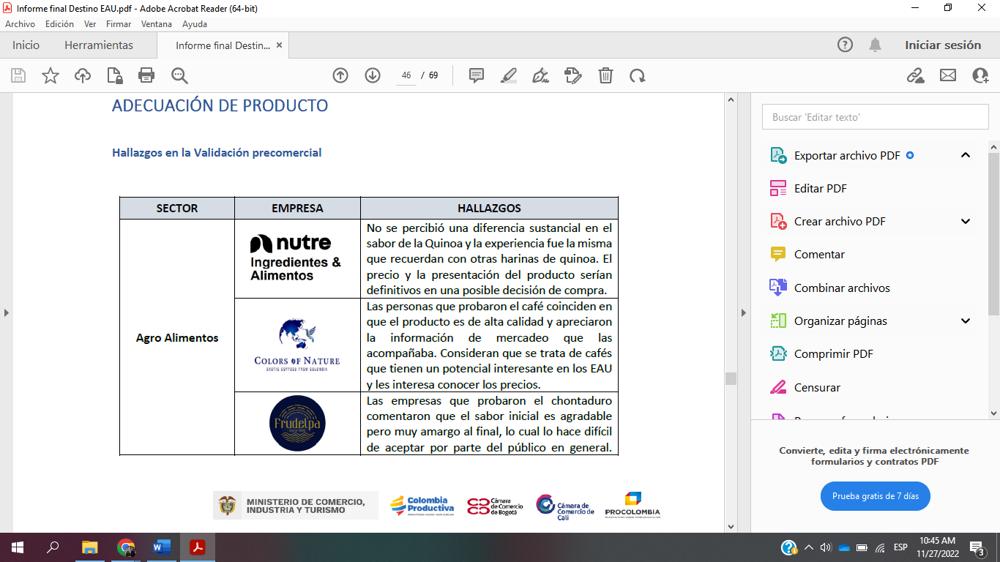 Informe final Destino EAU.pdf - Adobe Acrobat Reader (64-bit)
Archivo Edición Ver Firmar Ventana Ayuda
Inicio Herramientas Informe final Destin... × Iniciar sesión
46 / 69
ADECUACIÓN DE PRODUCTO
Hallazgos en la Validación precomercial
SECTOR EMPRESA HALLAZGOS
Agro Alimentos
nutre
Ingredientes &
Alimentos
No se percibió una diferencia sustancial en el
sabor de la Quinoa y la experiencia fue la misma
que recuerdan con otras harinas de quinoa. El
precio y la presentación del producto serían
definitivos en una posible decisión de compra.
COLORS OF NATURE
EXOTIC COFFEES FROM COLOMBIA
Las personas que probaron el café coinciden en
que el producto es de alta calidad y apreciaron
la información de mercadeo que las
acompañaba. Consideran que se trata de cafés
que tienen un potencial interesante en los EAU
y les interesa conocer los precios.
Frudelpa
Las empresas que probaron el chontaduro
comentaron que el sabor inicial es agradable
pero muy amargo al final, lo cual lo hace difícil
de aceptar por parte del público en general.
MINISTERIO DE COMERCIO,
INDUSTRIA Y TURISMO
Colombia
Productiva
Cámara
de Comercio
de Bogotá
Cámara de
Comercio de
Cali
PROCOLOMBIA
Buscar 'Editar texto'
Exportar archivo PDF
Editar PDF
Crear archivo PDF
Comentar
Combinar archivos
Organizar páginas
Comprimir PDF
Censurar
Convierte, edita y firma electrónicamente
formularios y contratos PDF
Prueba gratis de 7 días
ESP
10:45 AM
11/27/2022
3